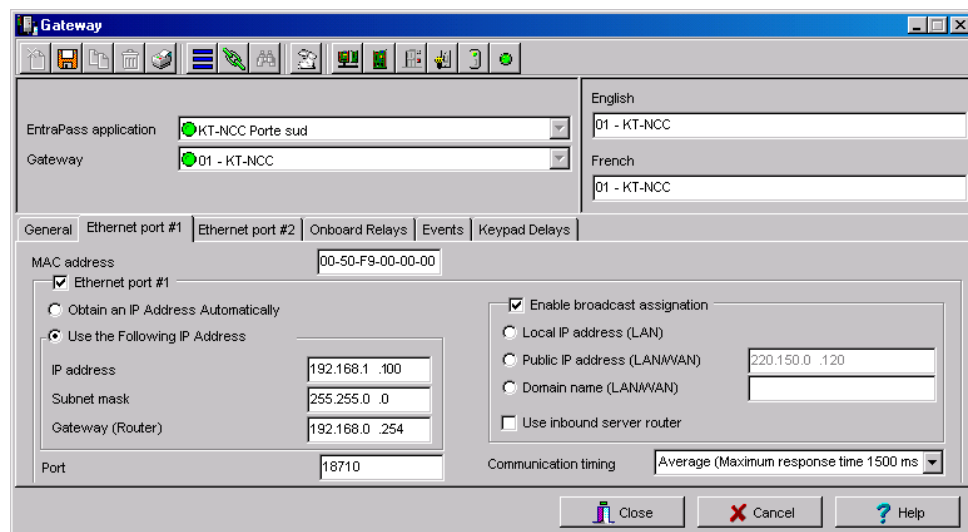 Gateway
EntraPass application
KT-NCC Porte sud
Gateway
01 - KT-NCC
English
01 - KT-NCC
French
01 - KT-NCC
General Ethernet port #1 Ethernet port #2 Onboard Relays Events Keypad Delays
MAC address 00-50-F9-00-00-00
Ethernet port #1
Obtain an IP Address Automatically
Use the Following IP Address
IP address 192.168.1 .100
Subnet mask 255.255.0 .0
Gateway (Router) 192.168.0 .254
Port 18710
Enable broadcast assignation
Local IP address (LAN)
Public IP address (LAN/WAN) 220.150.0 .120
Domain name (LAN/WAN)
Use inbound server router
Communication timing Average (Maximum response time 1500 ms
Close Cancel Help